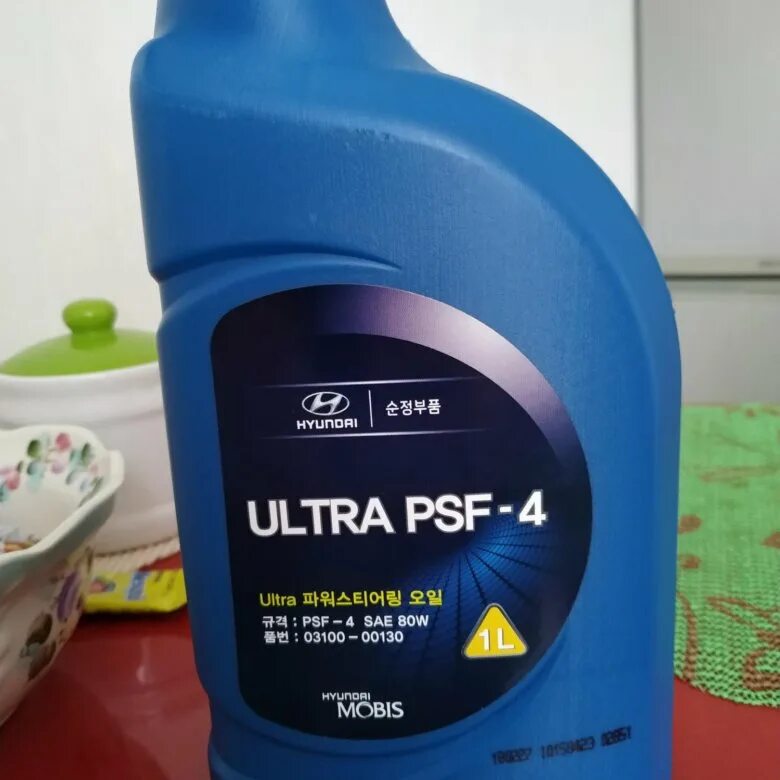 HYUNDAI 순정부품
ULTRA PSF-4
Ultra 파워스티어링 오일
규격 : PSF-4 SAE 80W
품번 : 03100-00130
1L
HYUNDAI
MOBIS